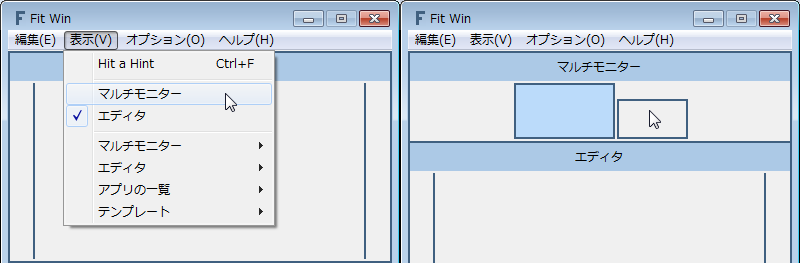 Fit Win
編集(E) 表示(V) オプション(O) ヘルプ(H)
Hit a Hint Ctrl+F
マルチモニター
エディタ
マルチモニター
エディタ
アプリの一覧
テンプレート
Fit Win
編集(E) 表示(V) オプション(O) ヘルプ(H)
マルチモニター
エディタ